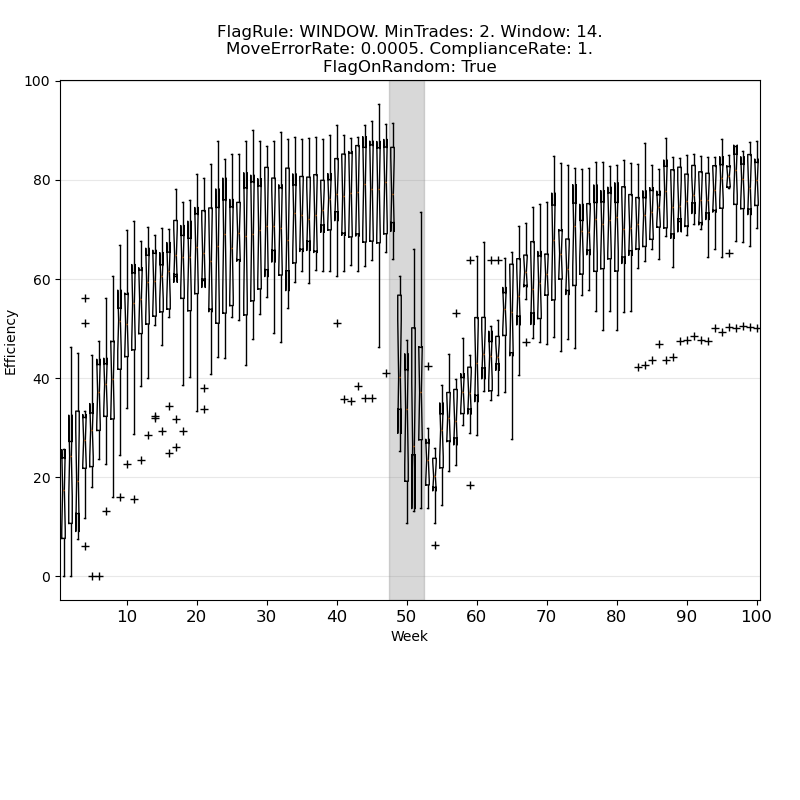 FlagRule: WINDOW. MinTrades: 2. Window: 14.
MoveErrorRate: 0.0005. ComplianceRate: 1.
FlagOnRandom: True
100
80
60
40
20
0
Efficiency
10 20 30 40 50 60 70 80 90 100
Week